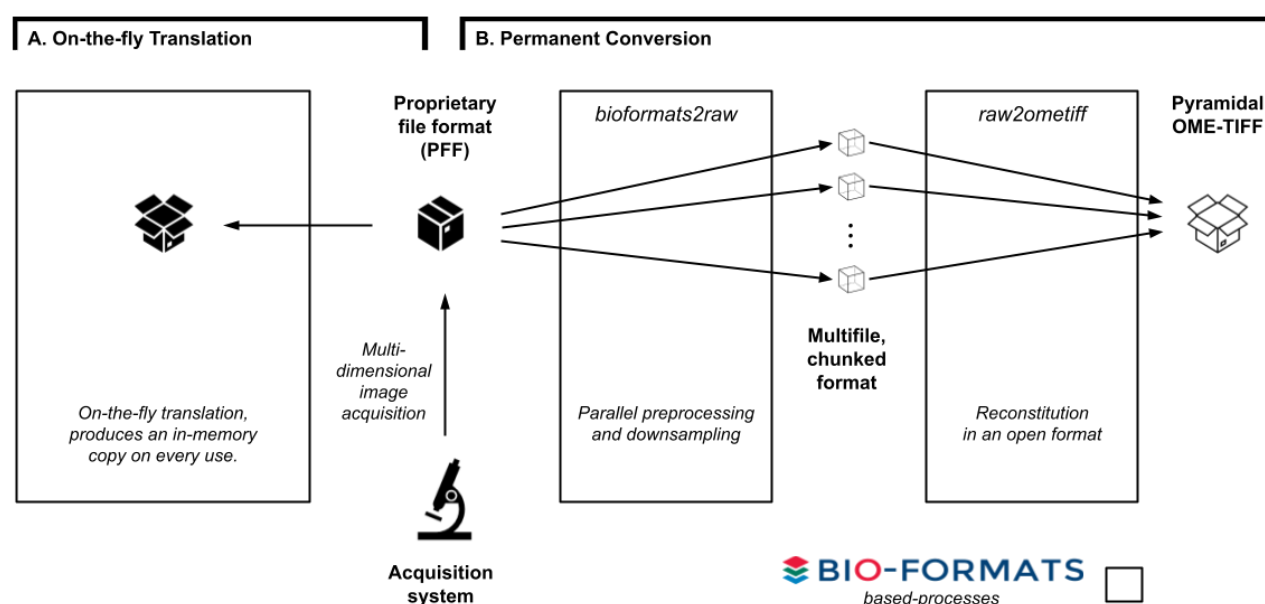 A. On-the-fly Translation
B. Permanent Conversion
Proprietary
file format
(PFF)
bioformats2raw
raw2ometiff
Pyramidal
OME-TIFF
Multi-
dimensional
image
acquisition
Multifile,
chunked
format
On-the-fly translation,
produces an in-memory
copy on every use.
Parallel preprocessing
and downsampling
Reconstitution
in an open format
Acquisition
system
BIO-FORMATS
based-processes